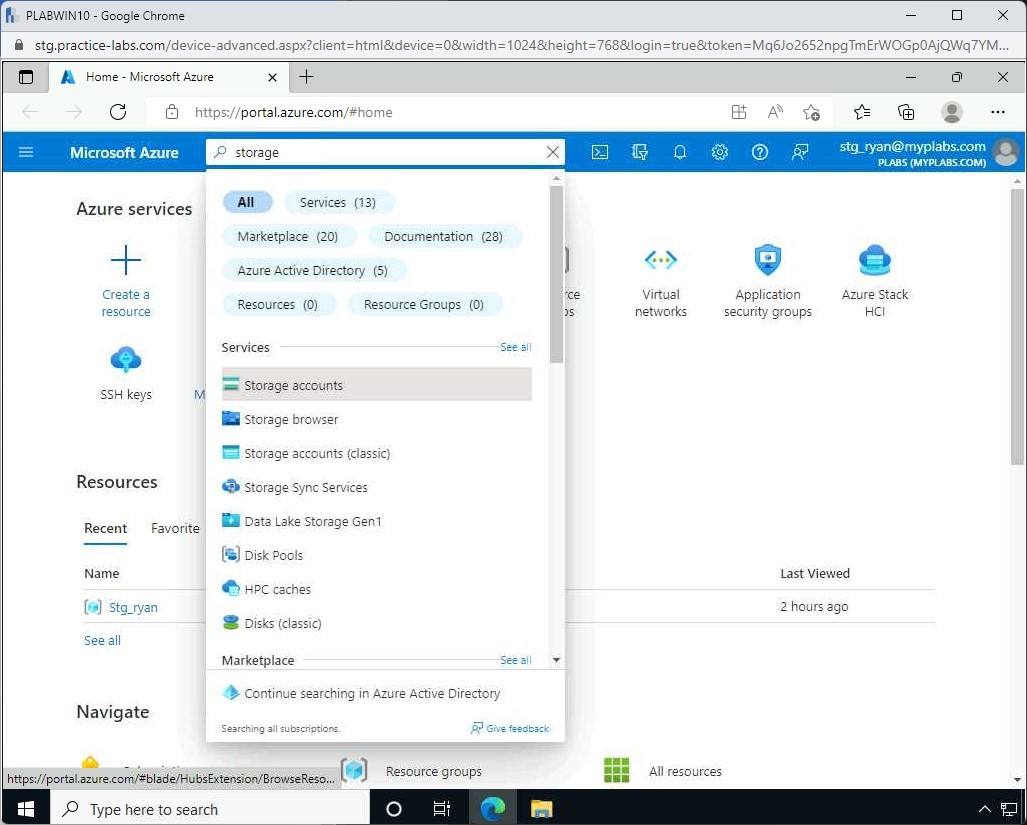 PLABWIN10 - Google Chrome
stg.practice-labs.com/device-advanced.aspx?client=html&device=0&width=1024&height=768&login=true&token=Mq6Jo2652npgTmErWOGp0AjQWq7YM...
Home - Microsoft Azure
https://portal.azure.com/#home
Microsoft Azure
storage
stg_ryan@myplabs.com
PLABS (MYPLABS.COM)
Azure services
All
Services (13)
Marketplace (20)
Documentation (28)
Azure Active Directory (5)
Resources (0)
Resource Groups (0)
Create a
resource
Virtual
networks
Application
security groups
Azure Stack
HCI
SSH keys
M
Services
See all
Storage accounts
Storage browser
Storage accounts (classic)
Storage Sync Services
Data Lake Storage Gen1
Disk Pools
HPC caches
Disks (classic)
Marketplace
See all
Continue searching in Azure Active Directory
Searching all subscriptions.
Give feedback
Resources
Recent
Favorite
Name
Last Viewed
Stg_ryan
2 hours ago
See all
Navigate
Resource groups
All resources
https://portal.azure.com/#blade/HubsExtension/BrowseReso...
Type here to search